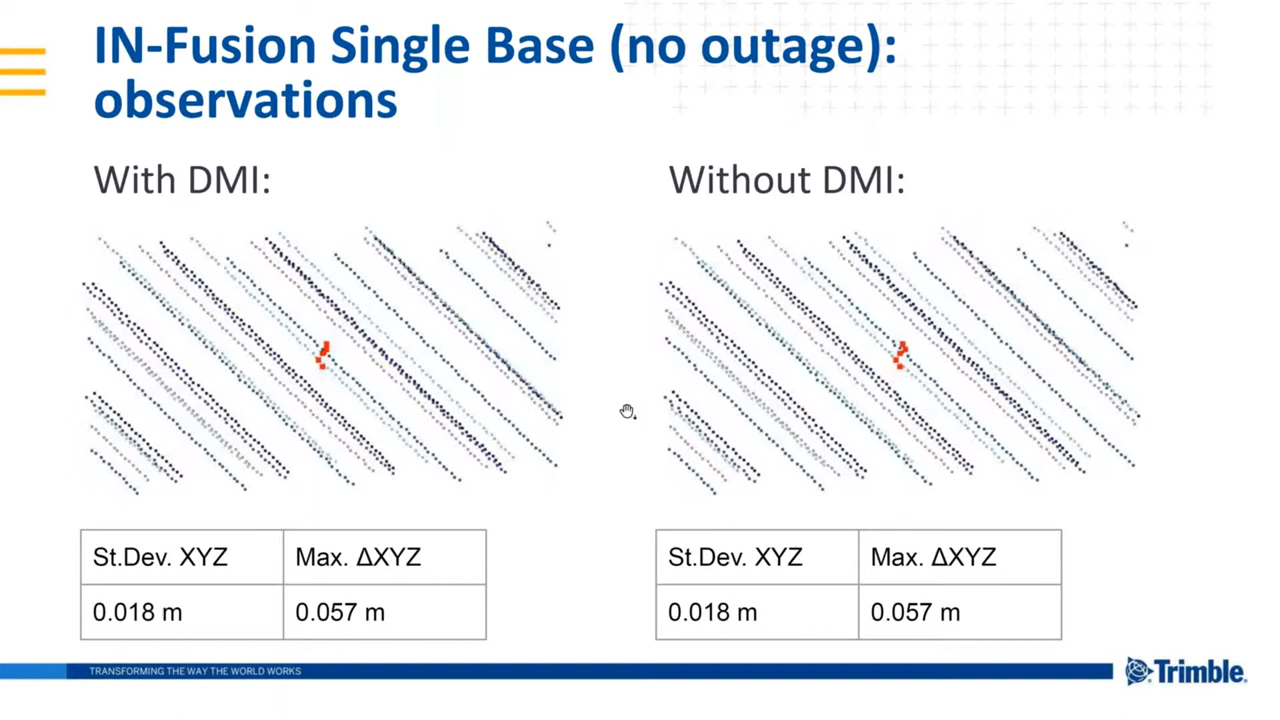 IN-Fusion Single Base (no outage):
observations
With DMI:
Without DMI:
St.Dev. XYZ
Max. ΔXYZ
0.018 m
0.057 m
St.Dev. XYZ
Max. ΔXYZ
0.018 m
0.057 m
TRANSFORMING THE WAY THE WORLD WORKS
Trimble